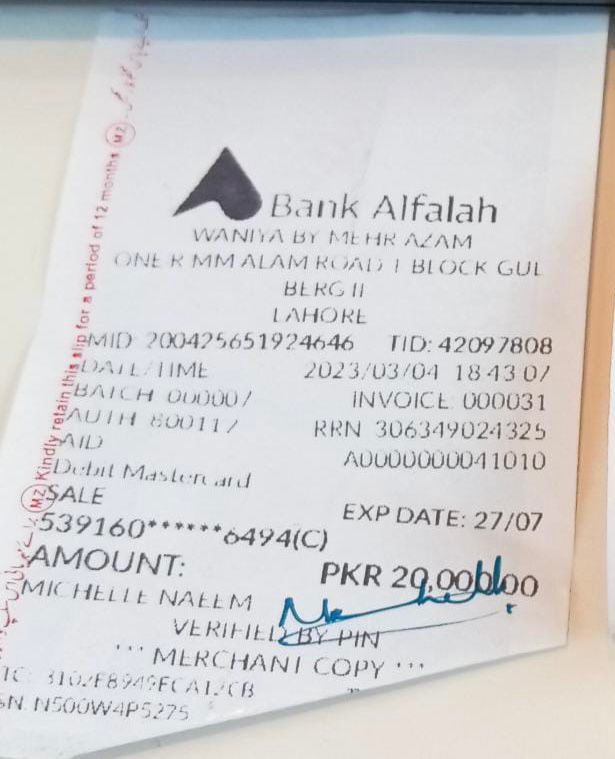 Bank Alfalah
WANIYA BY MEHR AZAM
ONE R MM ALAM ROAD 1 BLOCK GUL
BERG II
LAHORE
MID: 200425651924646 TID: 42097808
DATE/TIME 2023/03/04 18:43:07
BATCH 000007 INVOICE 000031
AUTH 800117 RRN 306349024325
AID A0000000041010
Debit Mastercard
SALE EXP DATE: 27/07
539160******6494(C)
AMOUNT: PKR 20,000.00
MICHELLE NAEEM
VERIFIED BY PIN
*** MERCHANT COPY ***
SN. N500W4P5275
MZ Kindly retain this slip for a period of 12 months MZ